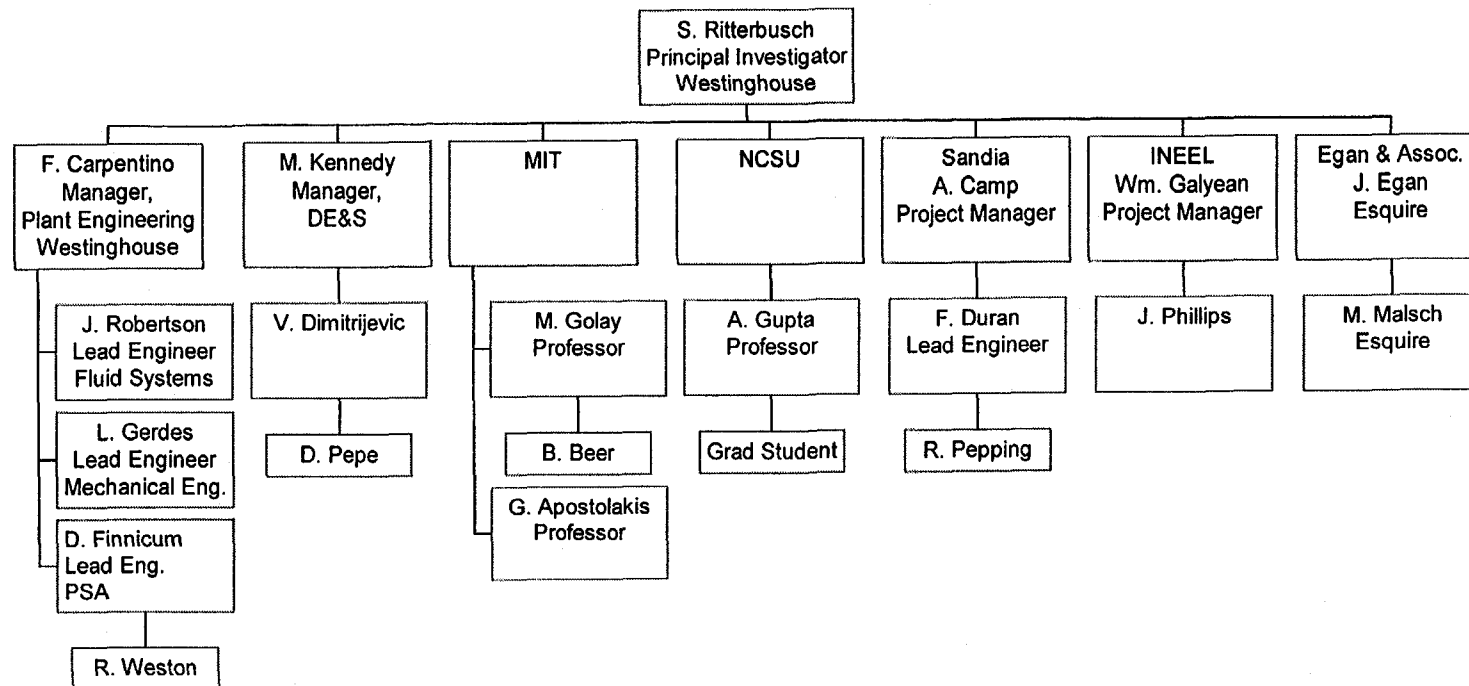 S. Ritterbusch
Principal Investigator
Westinghouse
F. Carpentino
Manager,
Plant Engineering
Westinghouse
M. Kennedy
Manager,
DE&S
MIT
NCSU
Sandia
A. Camp
Project Manager
INEEL
Wm. Galyean
Project Manager
Egan & Assoc.
J. Egan
Esquire
J. Robertson
Lead Engineer
Fluid Systems
V. Dimitrijevic
M. Golay
Professor
A. Gupta
Professor
F. Duran
Lead Engineer
J. Phillips
M. Malsch
Esquire
L. Gerdes
Lead Engineer
Mechanical Eng.
D. Pepe
B. Beer
Grad Student
R. Pepping
G. Apostolakis
Professor
D. Finnicum
Lead Eng.
PSA
R. Weston